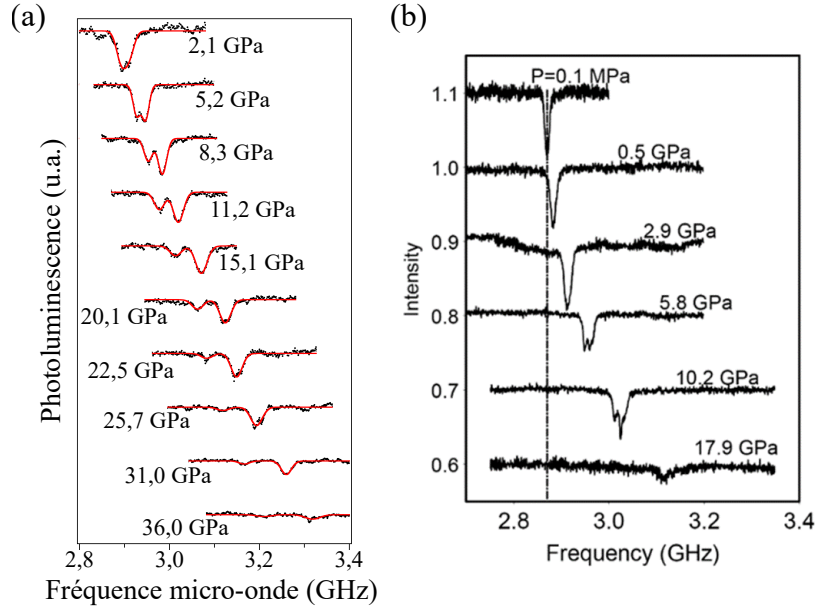 (a)
2,1 GPa
5,2 GPa
8,3 GPa
11,2 GPa
15,1 GPa
20,1 GPa
22,5 GPa
25,7 GPa
31,0 GPa
36,0 GPa
Photoluminescence (u.a.)
2,8 3,0 3,2 3,4
Fréquence micro-onde (GHz)
(b)
P=0.1 MPa
0.5 GPa
2.9 GPa
5.8 GPa
10.2 GPa
17.9 GPa
Intensity
1.1
1.0
0.9
0.8
0.7
0.6
2.8 3.0 3.2 3.4
Frequency (GHz)